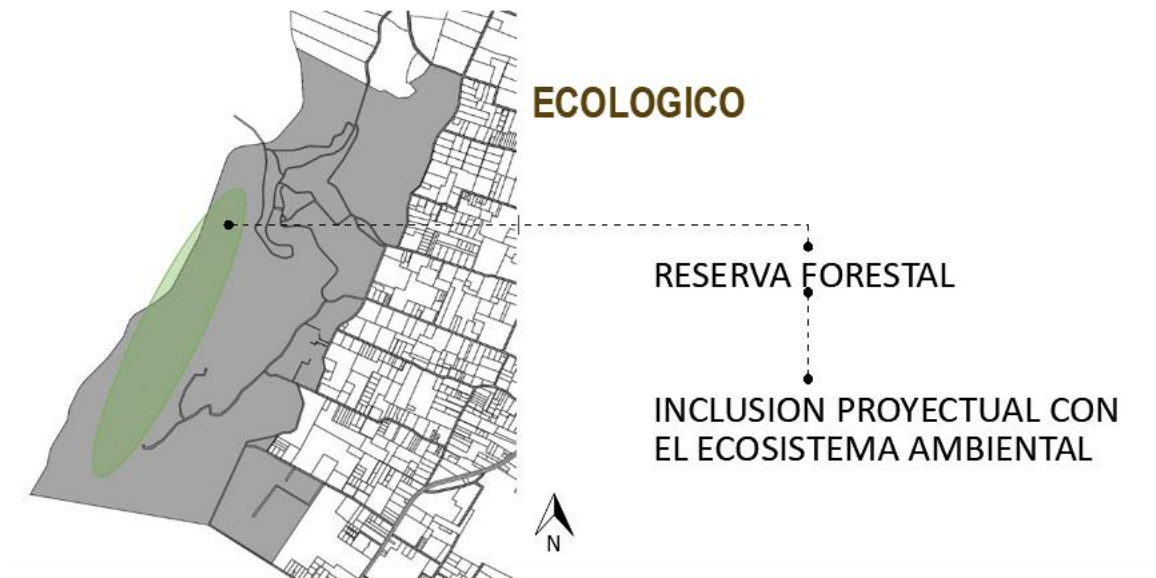 ECOLOGICO
RESERVA FORESTAL
INCLUSION PROYECTUAL CON
EL ECOSISTEMA AMBIENTAL
N